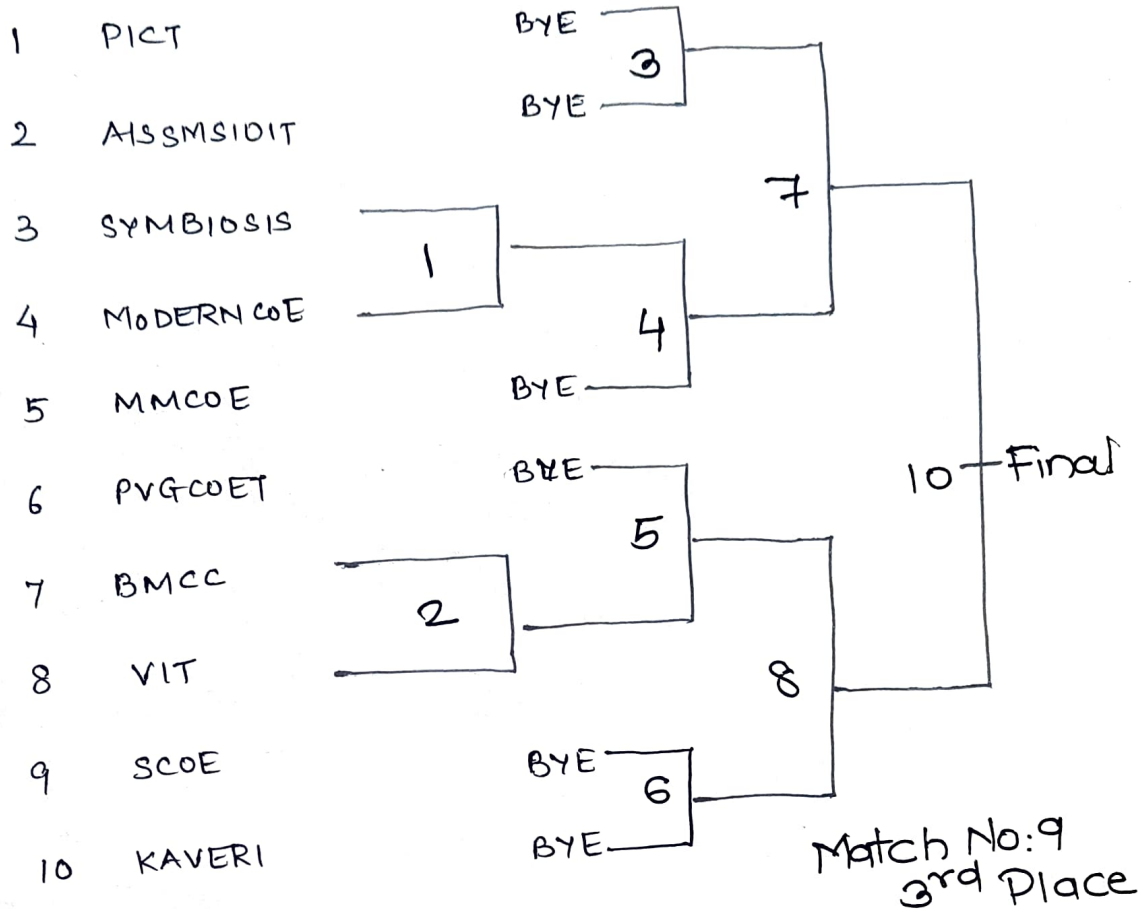 1 PICT BYE
3
BYE
2 AISSMSIOIT
7
3 SYMBIOSIS
1
4 MODERN COE
4
BYE
5 MMCOE
BYE
10 Final
6 PVGCOET
5
7 BMCC
2
8 VIT
8
BYE
9 SCOE
6
BYE
10 KAVERI
Match No:9
3rd Place